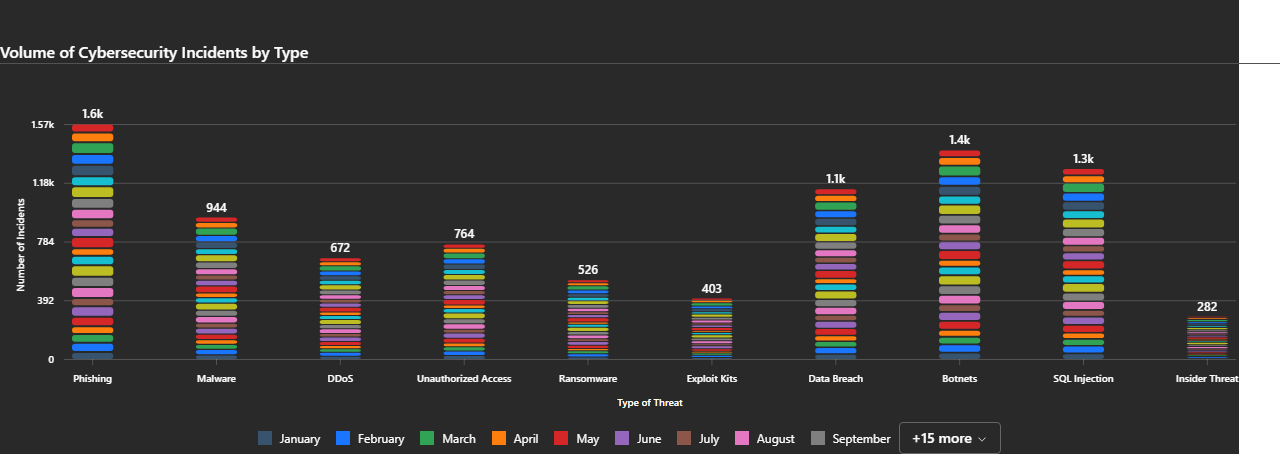 Volume of Cybersecurity Incidents by Type
1.6k
1.57k
1.4k
1.3k
1.18k
1.1k
944
784
764
672
526
403
392
282
0
Number of Incidents
Phishing Malware DDoS Unauthorized Access Ransomware Exploit Kits Data Breach Botnets SQL Injection Insider Threat
Type of Threat
January February March April May June July August September +15 more